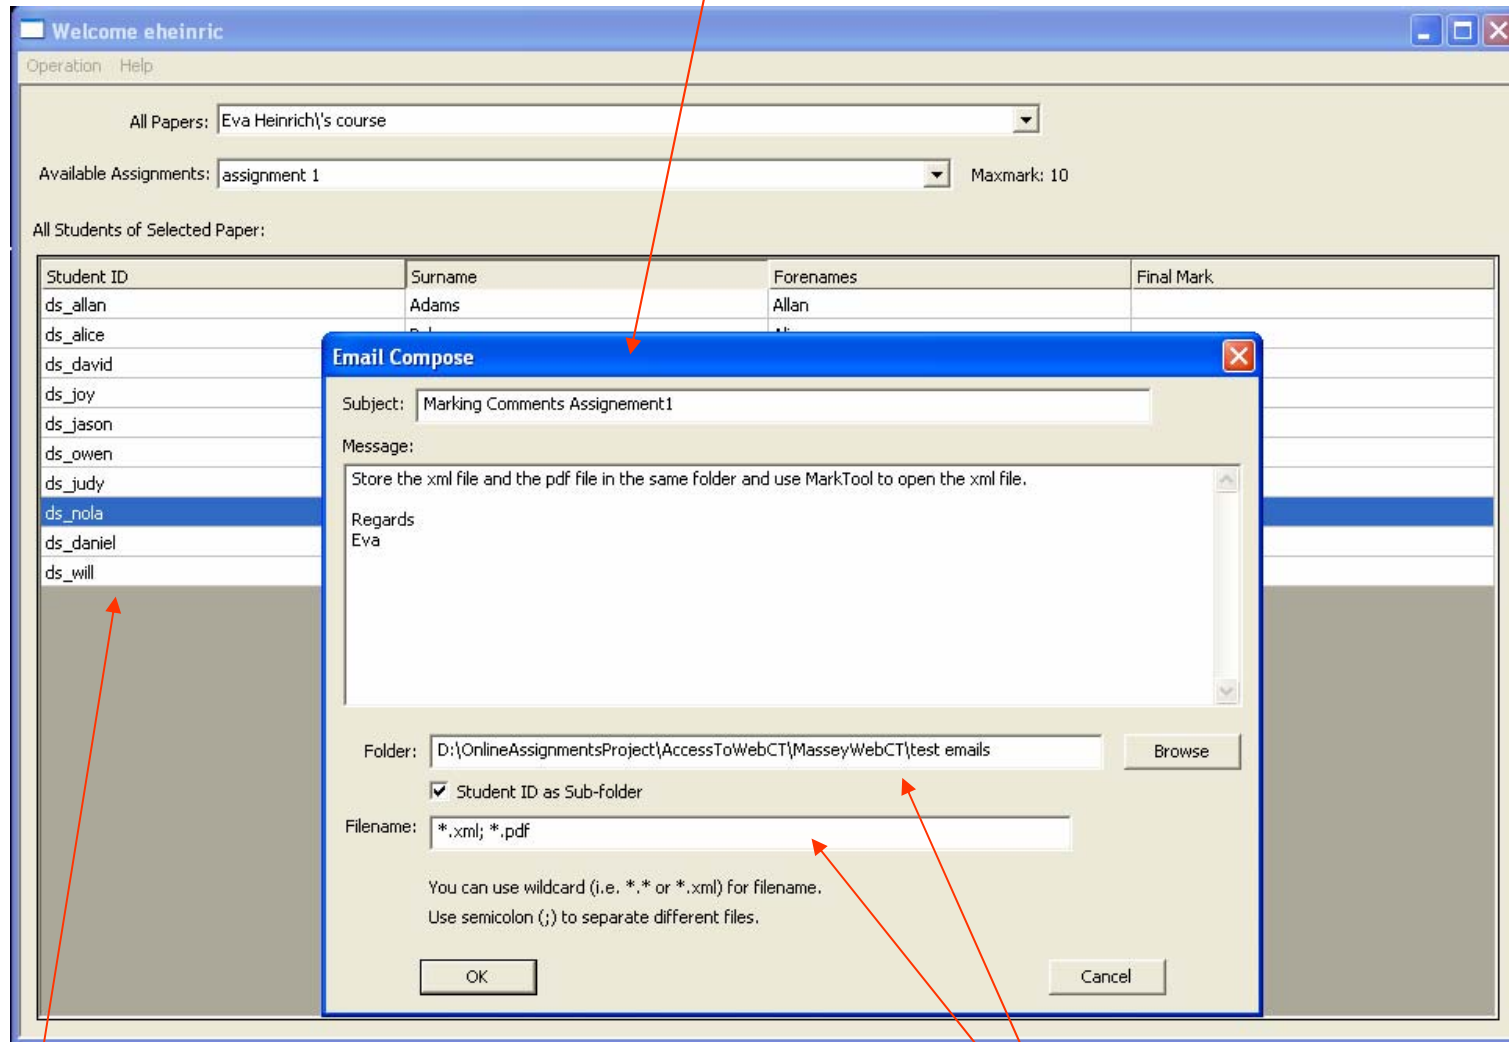 Welcome eheinric
Operation Help
All Papers: Eva Heinrich\'s course
Available Assignments: assignment 1 Maxmark: 10
All Students of Selected Paper:
Student ID Surname Forenames Final Mark
ds_allan Adams Allan
ds_alice
ds_david
ds_joy
ds_jason
ds_owen
ds_judy
ds_nola
ds_daniel
ds_will
Email Compose
Subject: Marking Comments Assignement1
Message:
Store the xml file and the pdf file in the same folder and use MarkTool to open the xml file.
Regards
Eva
Folder: D:\OnlineAssignmentsProject\AccessToWebCT\MasseyWebCT\test emails Browse
Student ID as Sub-folder
Filename: *.xml; *.pdf
You can use wildcard (i.e. *.* or *.xml) for filename.
Use semicolon (;) to separate different files.
OK Cancel